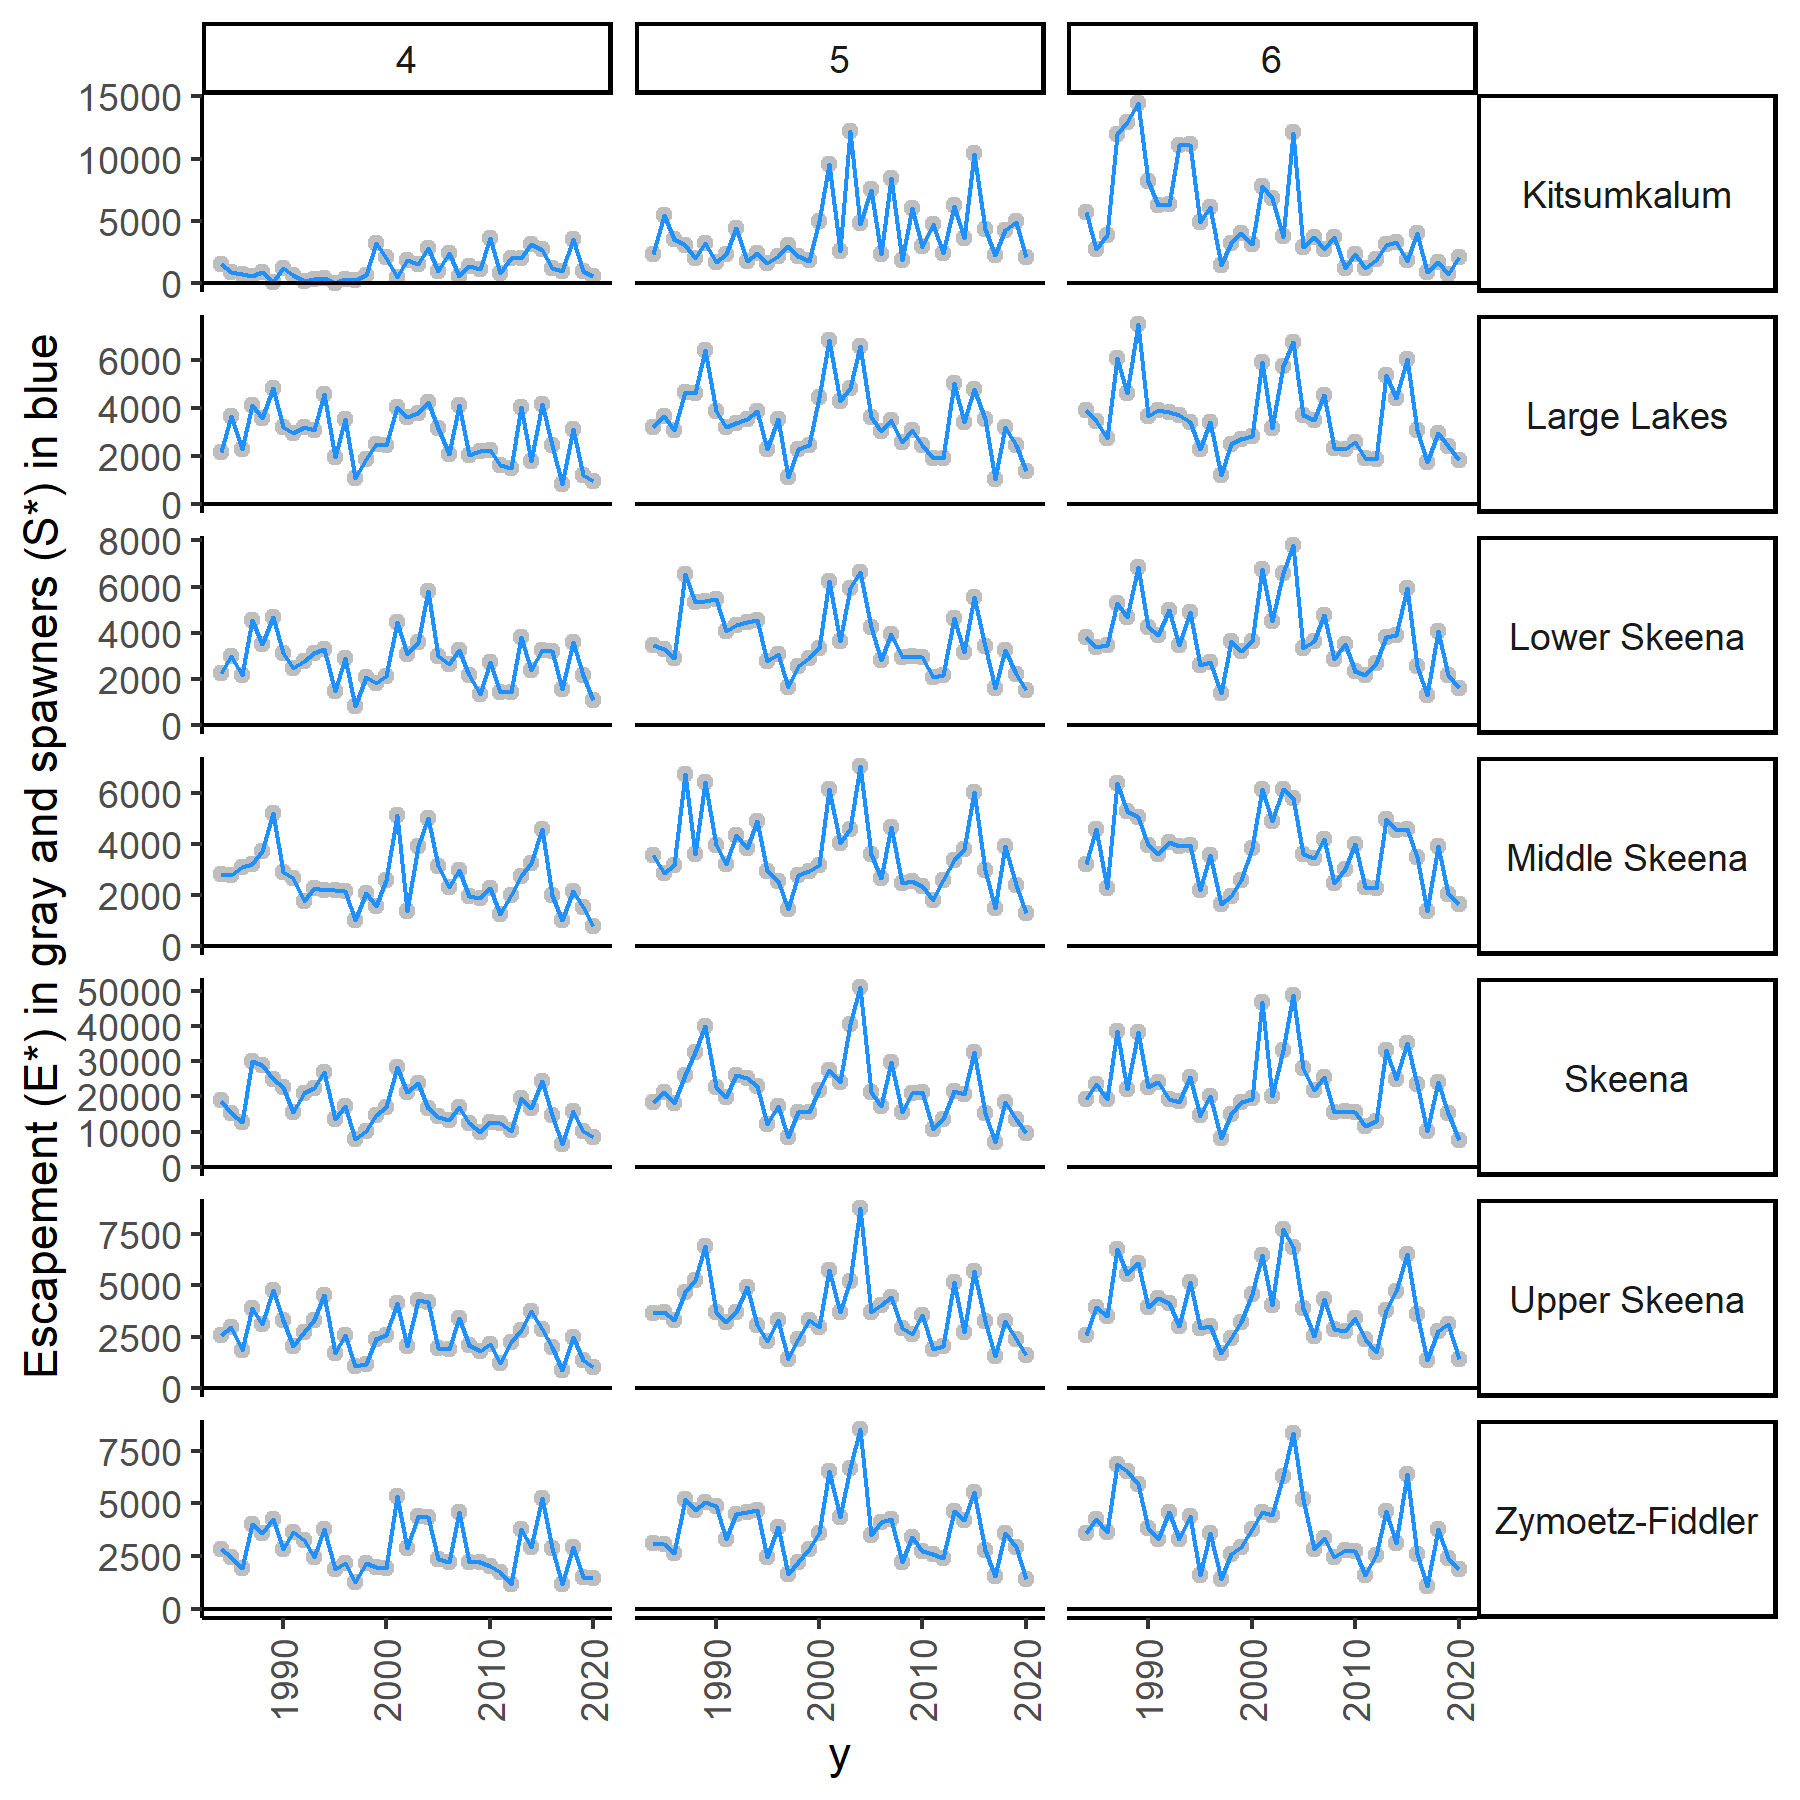 4 5 6
Escapement (E*) in gray and spawners (S*) in blue
15000
10000
5000
0
Kitsumkalum
6000
4000
2000
0
Large Lakes
8000
6000
4000
2000
0
Lower Skeena
6000
4000
2000
0
Middle Skeena
50000
40000
30000
20000
10000
0
Skeena
7500
5000
2500
0
Upper Skeena
7500
5000
2500
0
Zymoetz-Fiddler
1990 2000 2010 2020 1990 2000 2010 2020 1990 2000 2010 2020
y